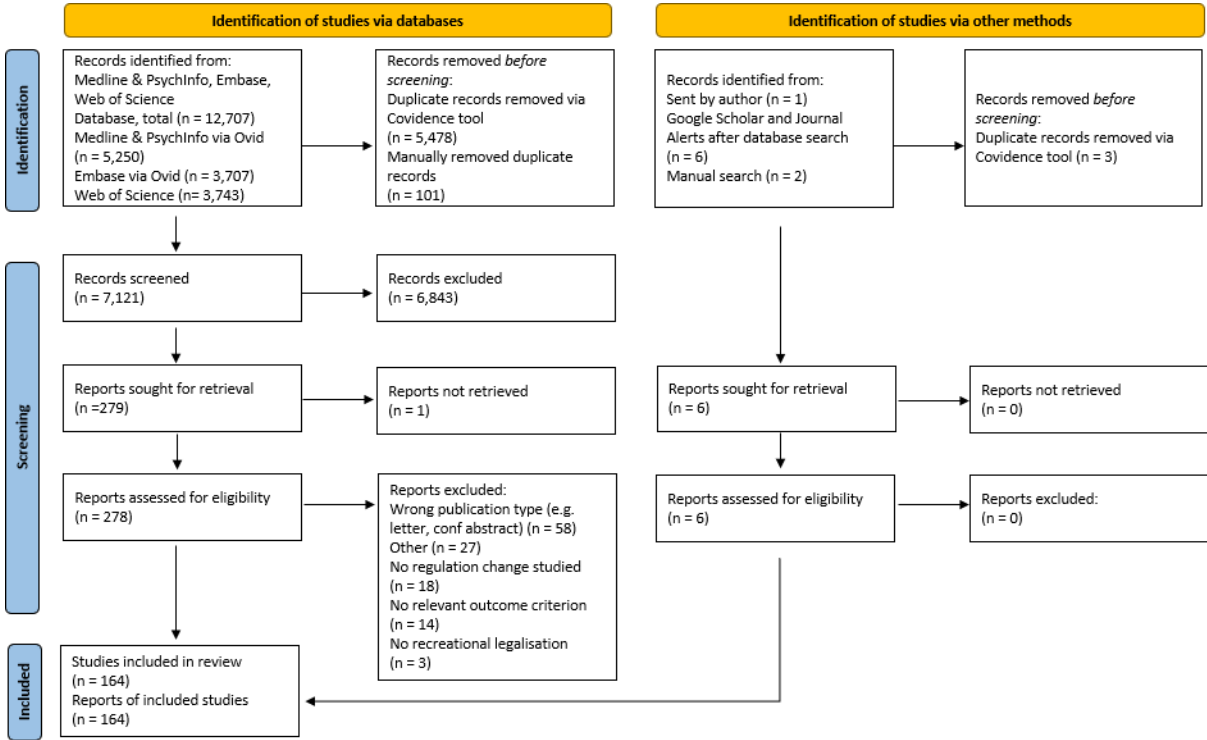 Identification of studies via databases
Identification of studies via other methods
Identification
Records identified from:
Medline & PsychInfo, Embase,
Web of Science
Database, total (n = 12,707)
Medline & PsychInfo via Ovid
(n = 5,250)
Embase via Ovid (n = 3,707)
Web of Science (n= 3,743)
Records removed before
screening:
Duplicate records removed via
Covidence tool
(n = 5,478)
Manually removed duplicate
records
(n = 101)
Records identified from:
Sent by author (n = 1)
Google Scholar and Journal
Alerts after database search
(n = 6)
Manual search (n = 2)
Records removed before
screening:
Duplicate records removed via
Covidence tool (n = 3)
Screening
Records screened
(n = 7,121)
Records excluded
(n = 6,843)
Reports sought for retrieval
(n =279)
Reports not retrieved
(n = 1)
Reports sought for retrieval
(n = 6)
Reports not retrieved
(n = 0)
Reports assessed for eligibility
(n = 278)
Reports excluded:
Wrong publication type (e.g.
letter, conf abstract) (n = 58)
Other (n = 27)
No regulation change studied
(n = 18)
No relevant outcome criterion
(n = 14)
No recreational legalisation
(n = 3)
Reports assessed for eligibility
(n = 6)
Reports excluded:
(n = 0)
Included
Studies included in review
(n = 164)
Reports of included studies
(n = 164)